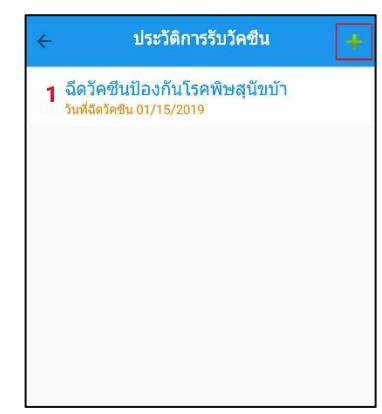 ประวัติการรับวัคซีน
1 ฉีดวัคซีนป้องกันโรคพิษสุนัขบ้า
วันที่ฉีดวัคซีน 01/15/2019